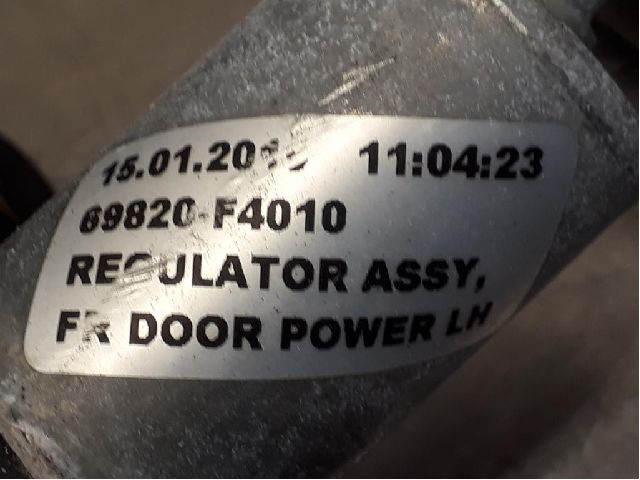 11:04:23
69820-F4010
REGULATOR ASSY,
FR DOOR POWER LH